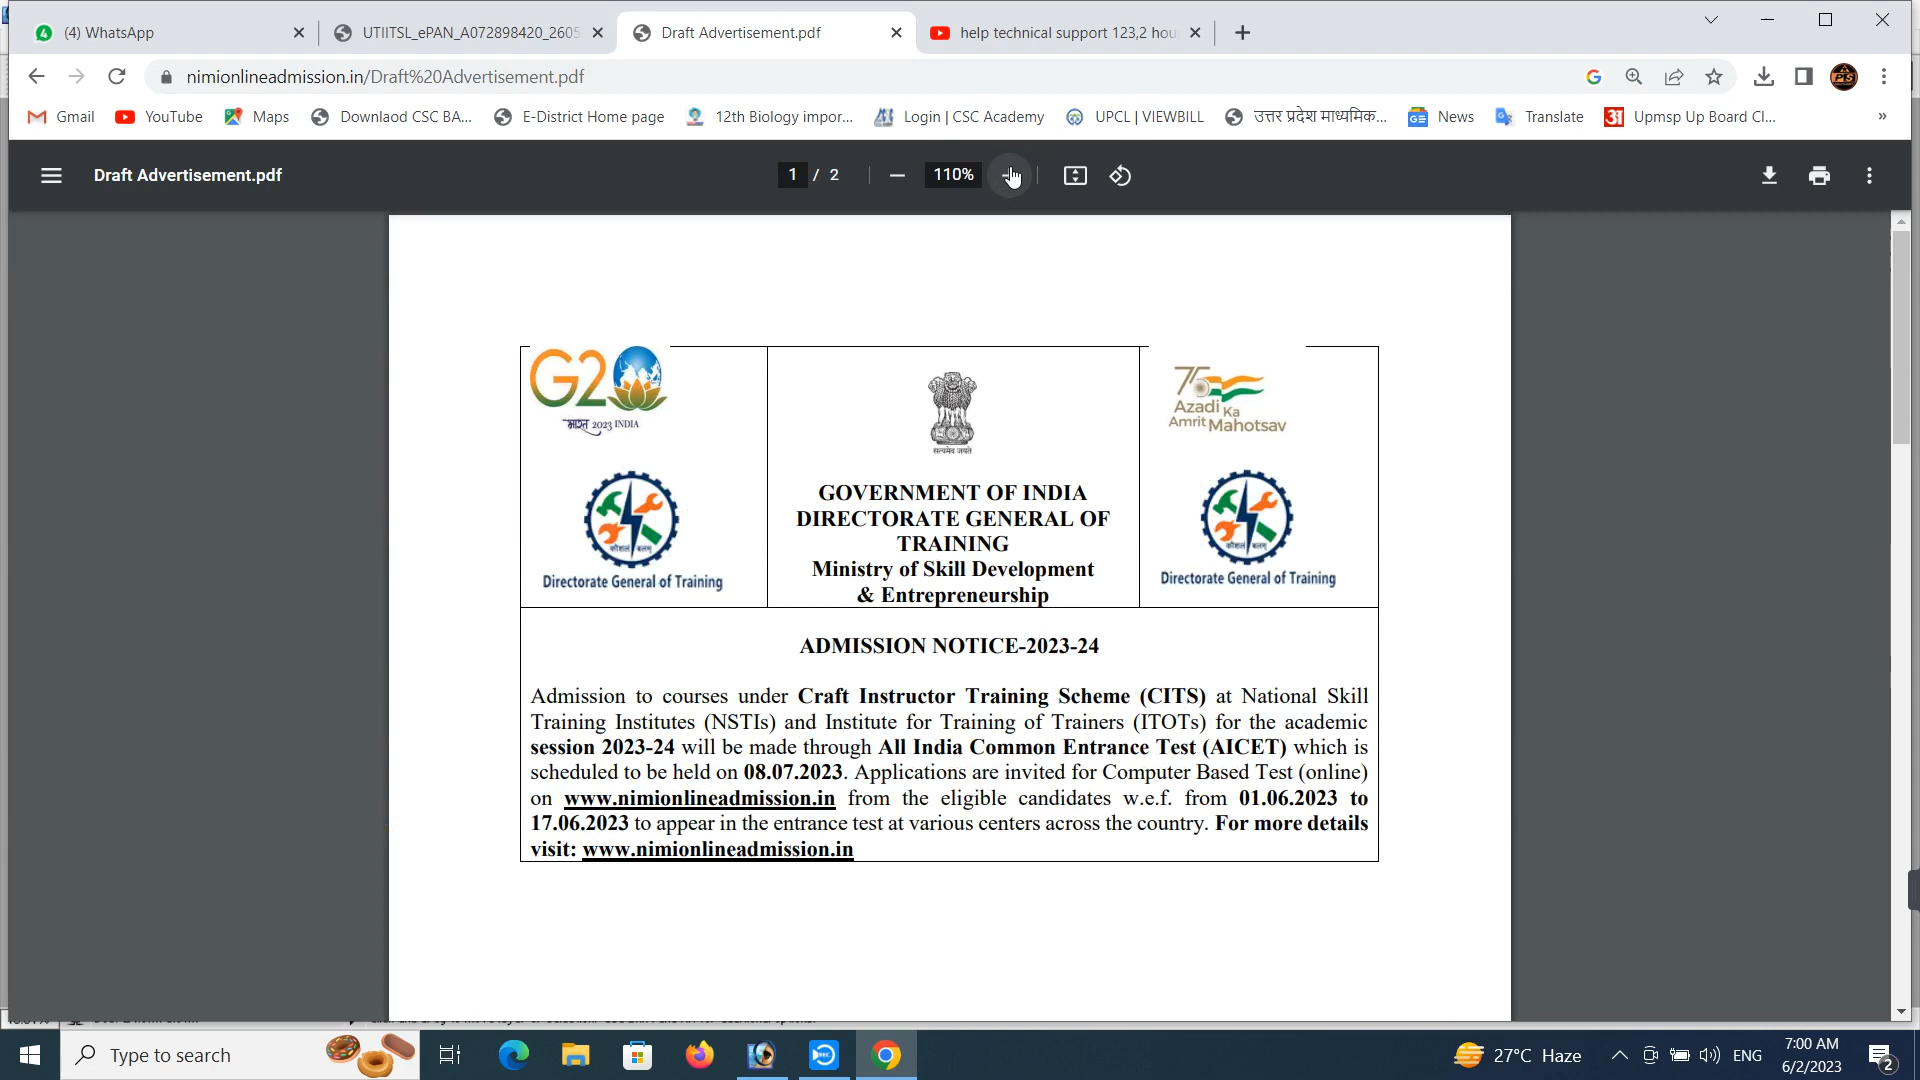 (4) WhatsApp
UTIITSL_ePAN_A072898420_2605
Draft Advertisement.pdf
help technical support 123,2 hou
nimionlineadmission.in/Draft%20Advertisement.pdf
Gmail
YouTube
Maps
Downlaod CSC BA...
E-District Home page
12th Biology impor...
Login | CSC Academy
UPCL | VIEWBILL
उत्तर प्रदेश माध्यमिक...
News
Translate
Upmsp Up Board Cl...
»
Draft Advertisement.pdf
1 / 2
110%
G20
भारत 2023 INDIA
सत्यमेव जयते
75
Azadi Ka
Amrit Mahotsav
कौशलं बलम्
Directorate General of Training
GOVERNMENT OF INDIA
DIRECTORATE GENERAL OF
TRAINING
Ministry of Skill Development
& Entrepreneurship
कौशलं बलम्
Directorate General of Training
ADMISSION NOTICE-2023-24
Admission to courses under Craft Instructor Training Scheme (CITS) at National Skill
Training Institutes (NSTIs) and Institute for Training of Trainers (ITOTs) for the academic
session 2023-24 will be made through All India Common Entrance Test (AICET) which is
scheduled to be held on 08.07.2023. Applications are invited for Computer Based Test (online)
on www.nimionlineadmission.in from the eligible candidates w.e.f. from 01.06.2023 to
17.06.2023 to appear in the entrance test at various centers across the country. For more details
visit: www.nimionlineadmission.in
Type to search
27°C Haze
ENG
7:00 AM
6/2/2023
2